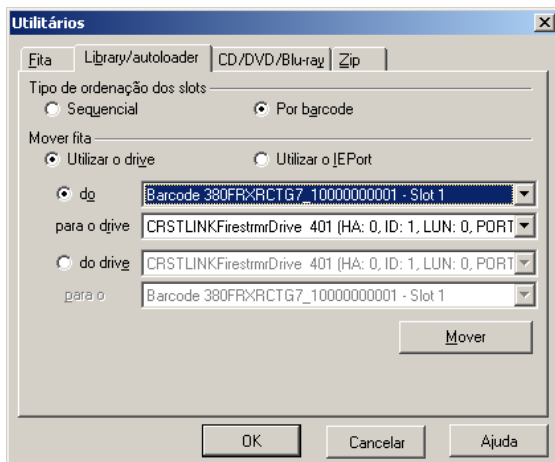 Utilitários
Fita Library/autoloader CD/DVD/Blu-ray Zip
Tipo de ordenação dos slots
Sequencial Por barcode
Mover fita
Utilizar o drive Utilizar o IEPort
do Barcode 380FRXRCTG7_10000000001 - Slot 1
para o drive CRSTLINKFirestrmrDrive 401 (HA: 0, ID: 1, LUN: 0, PORT
do drive CRSTLINKFirestrmrDrive 401 (HA: 0, ID: 1, LUN: 0, PORT
para o Barcode 380FRXRCTG7_10000000001 - Slot 1
Mover
OK Cancelar Ajuda